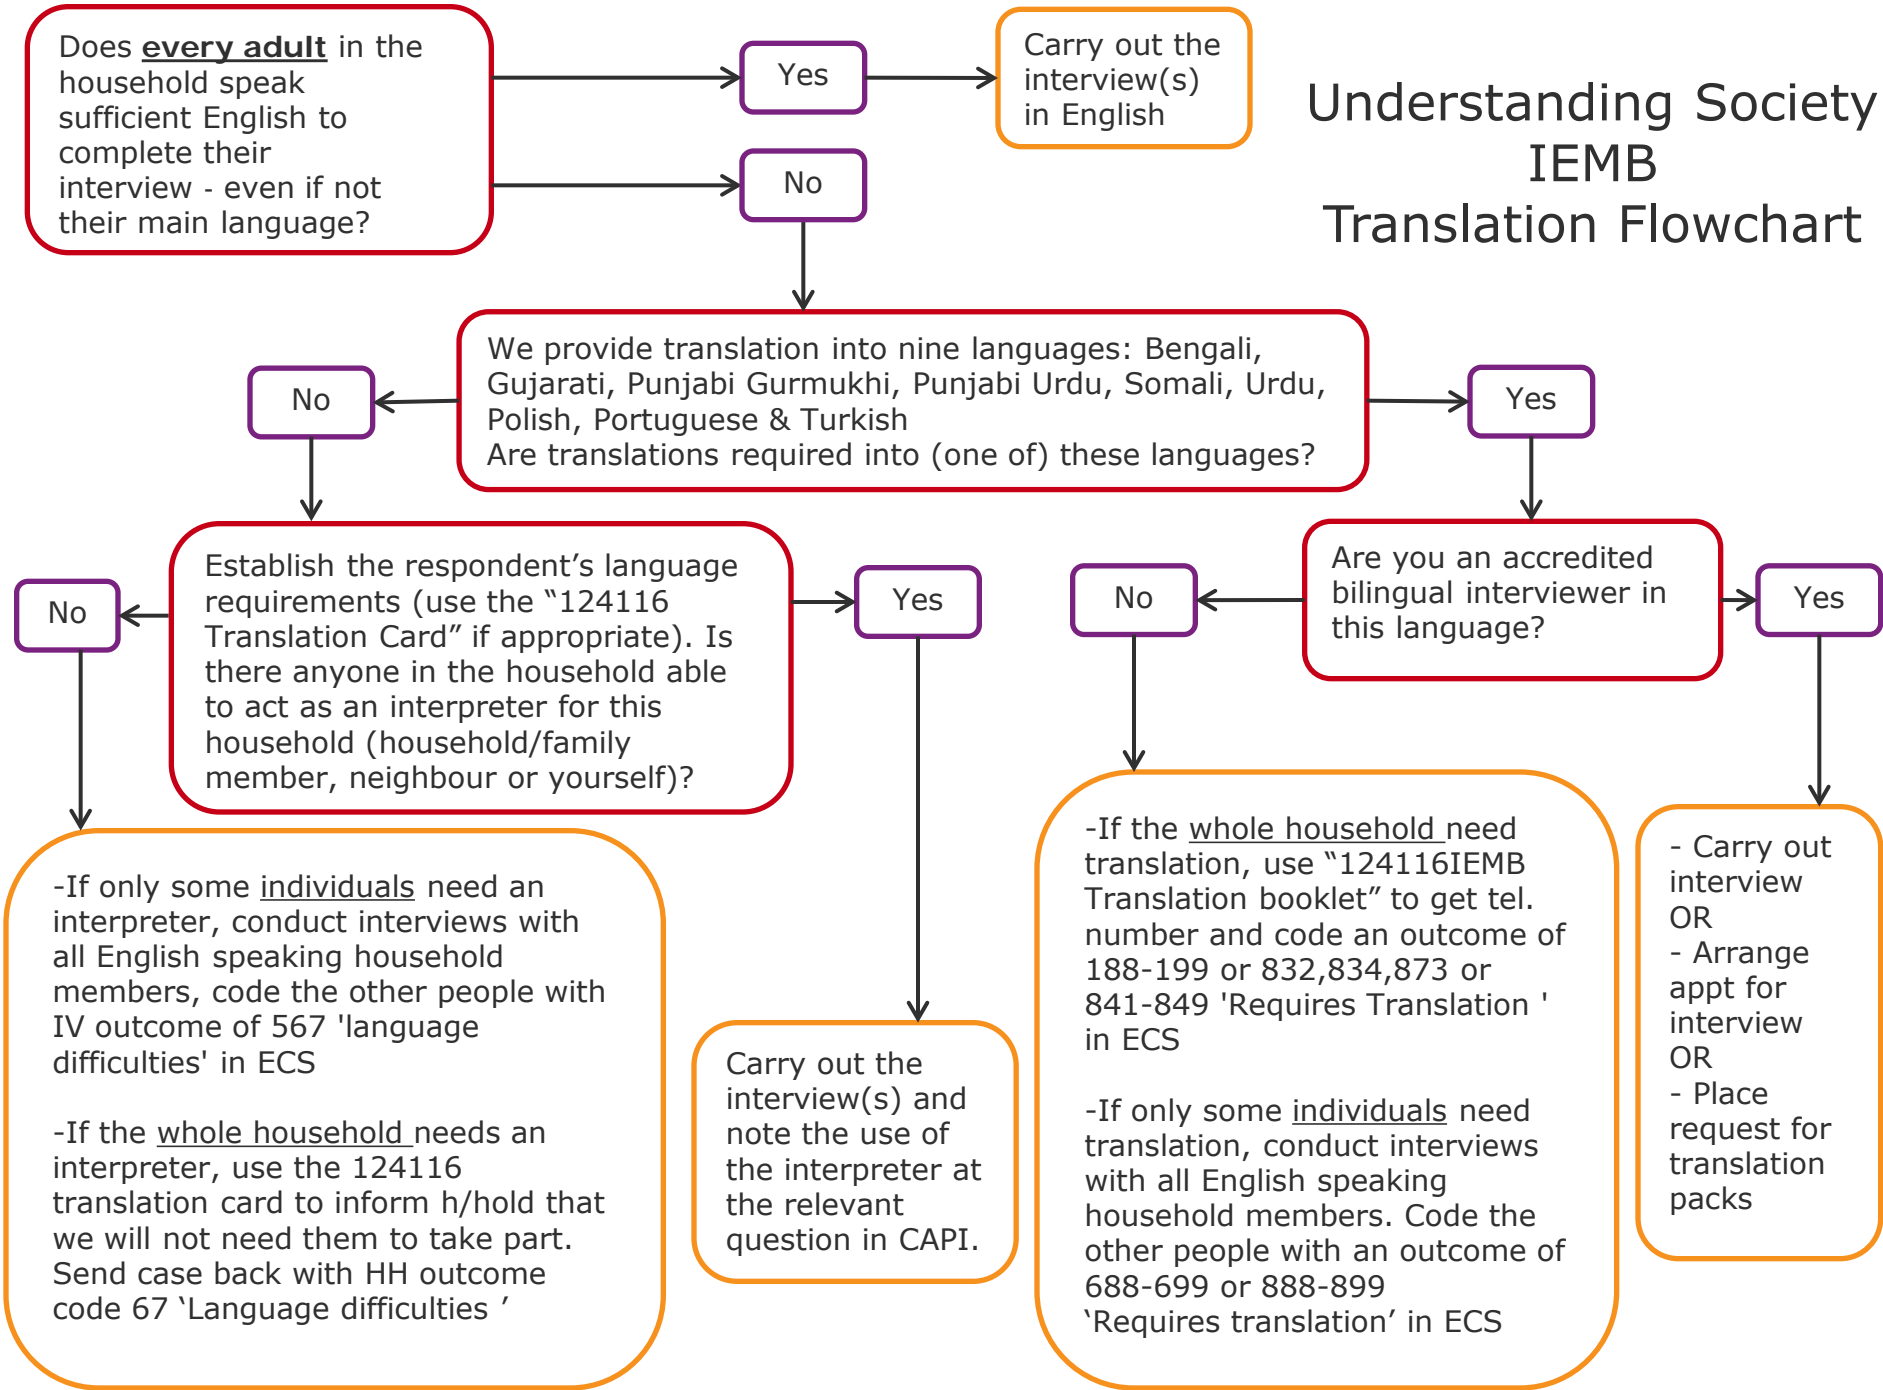 Does every adult in the
household speak
sufficient English to
complete their
interview - even if not
their main language?
Yes
Carry out the
interview(s)
in English
No
Understanding Society
IEMB
Translation Flowchart
We provide translation into nine languages: Bengali,
Gujarati, Punjabi Gurmukhi, Punjabi Urdu, Somali, Urdu,
Polish, Portuguese & Turkish
Are translations required into (one of) these languages?
No
Yes
Establish the respondent’s language
requirements (use the “124116
Translation Card” if appropriate). Is
there anyone in the household able
to act as an interpreter for this
household (household/family
member, neighbour or yourself)?
No
Yes
Are you an accredited
bilingual interviewer in
this language?
No
Yes
-If only some individuals need an
interpreter, conduct interviews with
all English speaking household
members, code the other people with
IV outcome of 567 'language
difficulties' in ECS
-If the whole household needs an
interpreter, use the 124116
translation card to inform h/hold that
we will not need them to take part.
Send case back with HH outcome
code 67 ‘Language difficulties ’
Carry out the
interview(s) and
note the use of
the interpreter at
the relevant
question in CAPI.
-If the whole household need
translation, use “124116IEMB
Translation booklet” to get tel.
number and code an outcome of
188-199 or 832,834,873 or
841-849 'Requires Translation '
in ECS
-If only some individuals need
translation, conduct interviews
with all English speaking
household members. Code the
other people with an outcome of
688-699 or 888-899
‘Requires translation’ in ECS
- Carry out
interview
OR
- Arrange
appt for
interview
OR
- Place
request for
translation
packs